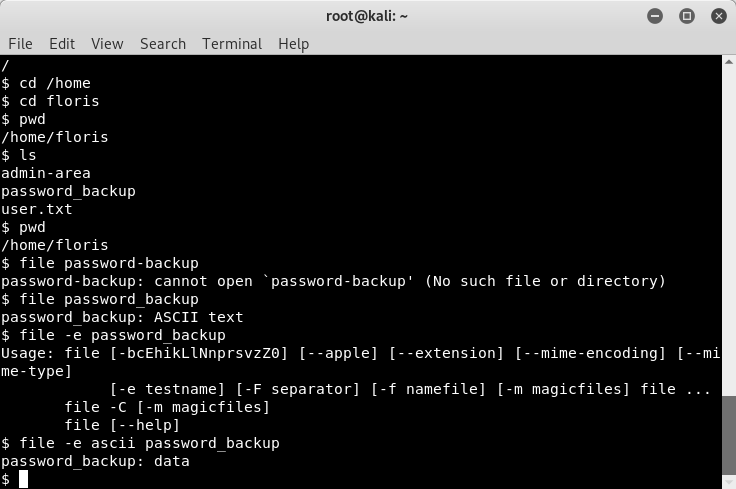 root@kali: ~
File Edit View Search Terminal Help
/
$ cd /home
$ cd floris
$ pwd
/home/floris
$ ls
admin-area
password_backup
user.txt
$ pwd
/home/floris
$ file password-backup
password-backup: cannot open `password-backup' (No such file or directory)
$ file password_backup
password_backup: ASCII text
$ file -e password_backup
Usage: file [-bcEhikLlNnprsvzZ0] [--apple] [--extension] [--mime-encoding] [--mi
me-type]
            [-e testname] [-F separator] [-f namefile] [-m magicfiles] file ...
       file -C [-m magicfiles]
       file [--help]
$ file -e ascii password_backup
password_backup: data
$